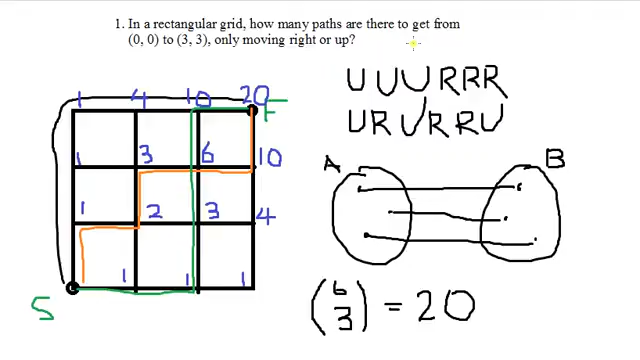 1. In a rectangular grid, how many paths are there to get from
(0, 0) to (3, 3), only moving right or up?
U U U R R R
U R U R R U
1 4 10 20 F
1 3 6 10
1 2 3 4
1 1 1
S
A B
(6 3) = 20